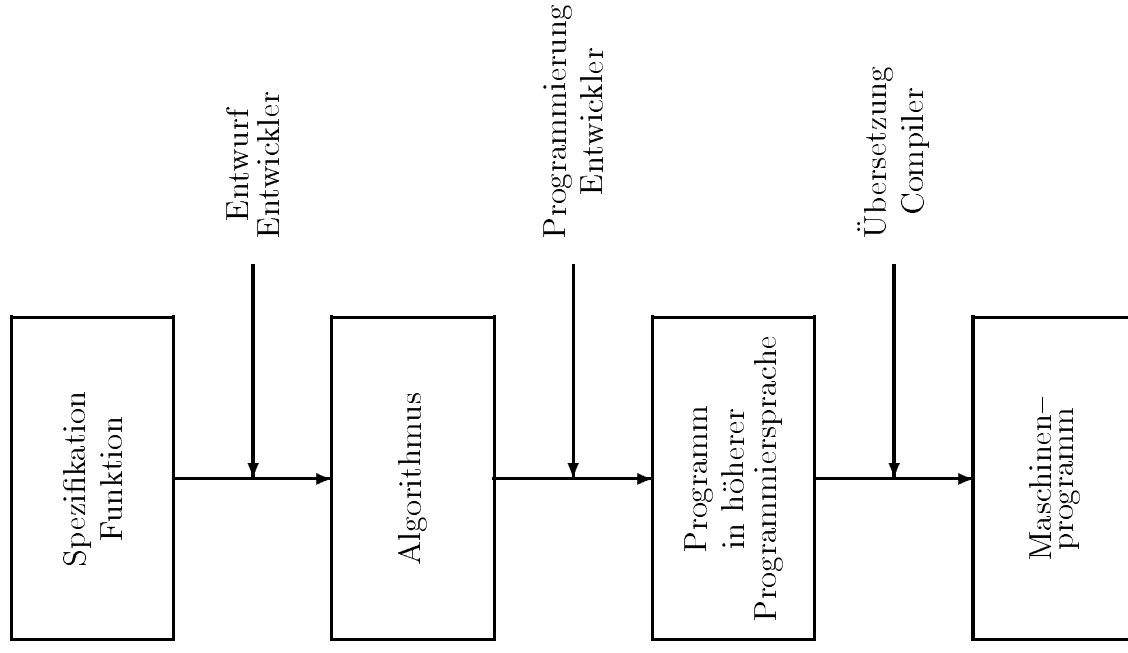 Spezifikation
Funktion
Entwurf
Entwickler
Algorithmus
Programmierung
Entwickler
Programm
in höherer
Programmiersprache
Übersetzung
Compiler
Maschinen–
programm